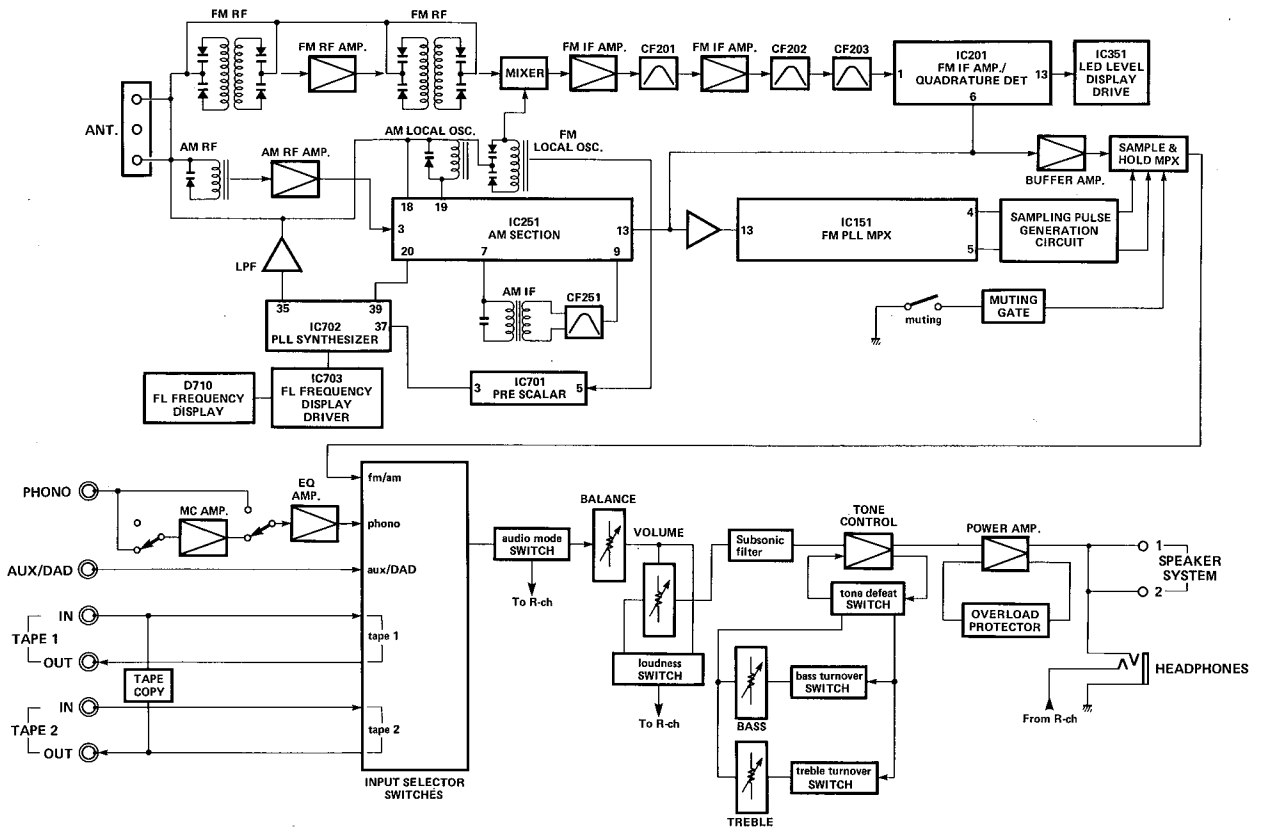 FM RF
FM RF
FM RF AMP.
FM IF AMP.
CF201
FM IF AMP.
CF202
CF203
MIXER
1
IC201
FM IF AMP./
QUADRATURE DET
13
6
IC351
LED LEVEL
DISPLAY
DRIVE
ANT.
AM RF
AM RF AMP.
AM LOCAL OSC.
FM
LOCAL OSC.
BUFFER AMP.
SAMPLE &
HOLD MPX
18
19
3
IC251
AM SECTION
13
20
7
9
13
IC151
FM PLL MPX
4
5
SAMPLING PULSE
GENERATION
CIRCUIT
LPF
AM IF
CF251
muting
MUTING
GATE
35
39
IC702
PLL SYNTHESIZER
37
D710
FL FREQUENCY
DISPLAY
IC703
FL FREQUENCY
DISPLAY
DRIVER
3
IC701
PRE SCALAR
5
PHONO
MC AMP.
EQ
AMP.
fm/am
phono
AUX/DAD
aux/DAD
IN
TAPE 1
OUT
tape 1
TAPE
COPY
IN
TAPE 2
OUT
tape 2
INPUT SELECTOR
SWITCHES
audio mode
SWITCH
To R-ch
BALANCE
VOLUME
loudness
SWITCH
To R-ch
Subsonic
filter
TONE
CONTROL
tone defeat
SWITCH
bass turnover
SWITCH
BASS
treble turnover
SWITCH
TREBLE
POWER AMP.
OVERLOAD
PROTECTOR
1
SPEAKER
SYSTEM
2
HEADPHONES
From R-ch